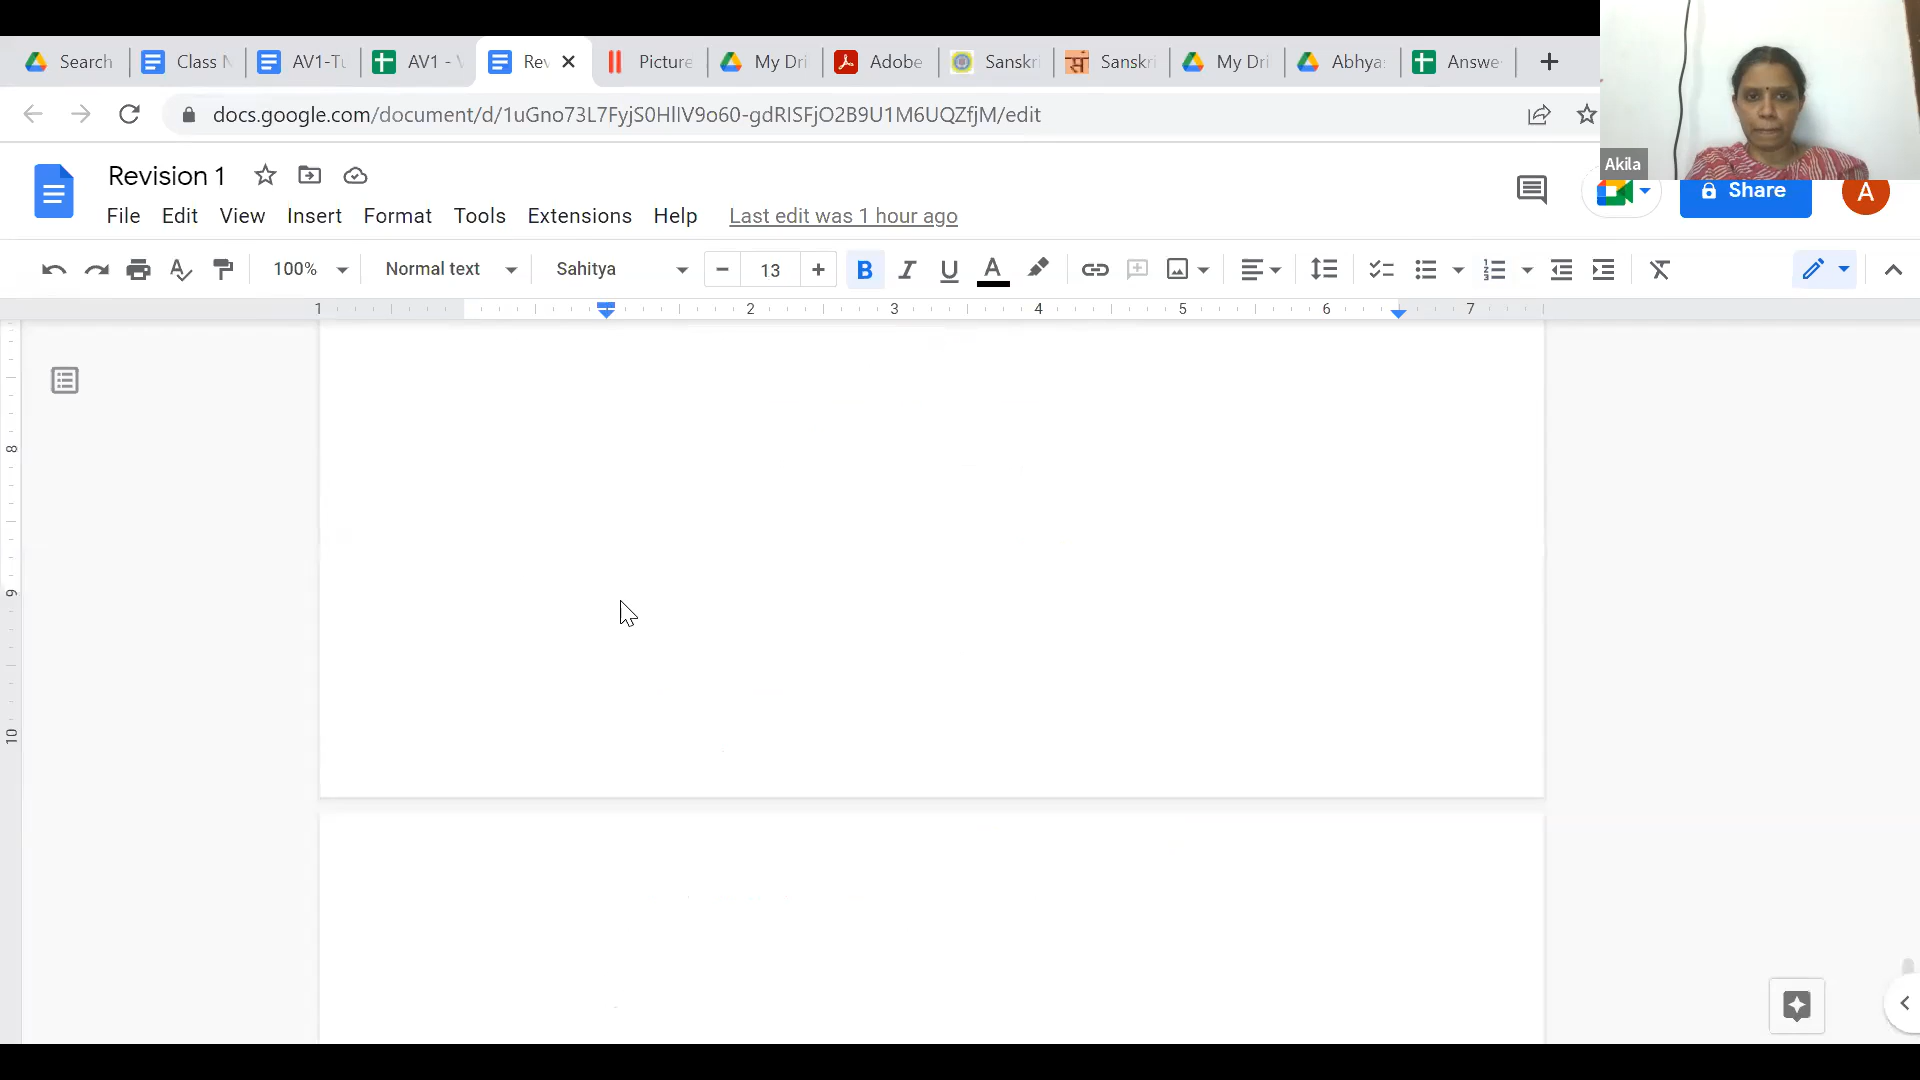 Search
Class N
AV1-Tu
AV1 - V
Rev
Picture
My Dri
Adobe
Sanskri
Sanskri
My Dri
Abhya
Answe
docs.google.com/document/d/1uGno73L7FyjS0HlIV9o60-gdRISFjO2B9U1M6UQZfjM/edit
Akila
Revision 1
Share
A
File Edit View Insert Format Tools Extensions Help Last edit was 1 hour ago
100% Normal text Sahitya 13 B I U A
1 1 2 3 4 5 6 7
8
9
10